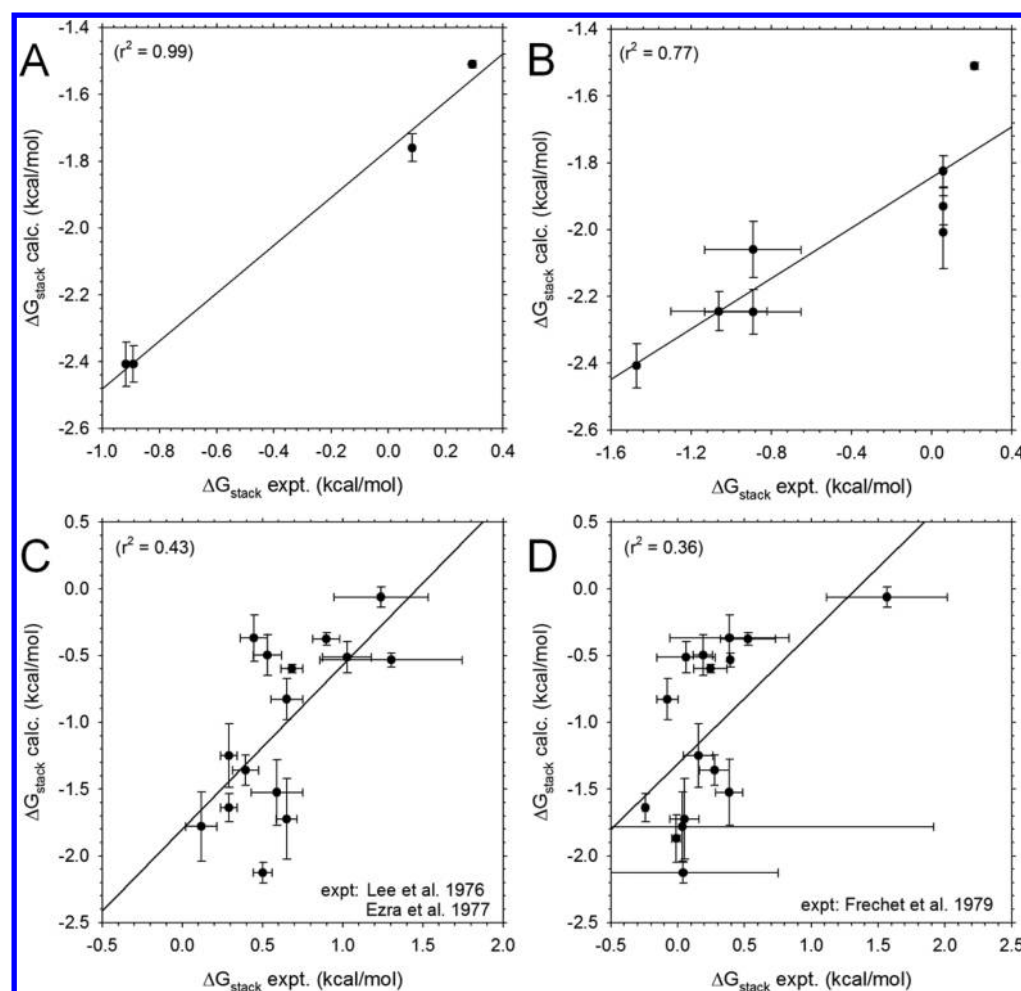 A
(r² = 0.99)
ΔGstack calc. (kcal/mol)
-1.4
-1.6
-1.8
-2.0
-2.2
-2.4
-2.6
-1.0 -0.8 -0.6 -0.4 -0.2 0.0 0.2 0.4
ΔGstack expt. (kcal/mol)
B
(r² = 0.77)
ΔGstack calc. (kcal/mol)
-1.4
-1.6
-1.8
-2.0
-2.2
-2.4
-2.6
-1.6 -1.2 -0.8 -0.4 0.0 0.4
ΔGstack expt. (kcal/mol)
C
(r² = 0.43)
ΔGstack calc. (kcal/mol)
0.5
0.0
-0.5
-1.0
-1.5
-2.0
-2.5
expt: Lee et al. 1976
Ezra et al. 1977
-0.5 0.0 0.5 1.0 1.5 2.0
ΔGstack expt. (kcal/mol)
D
(r² = 0.36)
ΔGstack calc. (kcal/mol)
0.5
0.0
-0.5
-1.0
-1.5
-2.0
-2.5
expt: Frechet et al. 1979
-0.5 0.0 0.5 1.0 1.5 2.0 2.5
ΔGstack expt. (kcal/mol)